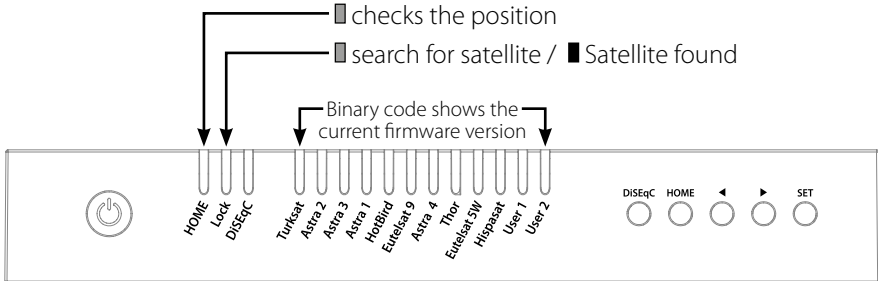 checks the position
search for satellite / Satellite found
Binary code shows the
current firmware version
HOME
Lock
DiSEqC
Turksat
Astra 2
Astra 3
Astra 1
HotBird
Eutelsat 9
Astra 4
Thor
Eutelsat 5W
Hispasat
User 1
User 2
DiSEqC HOME ◄ ► SET